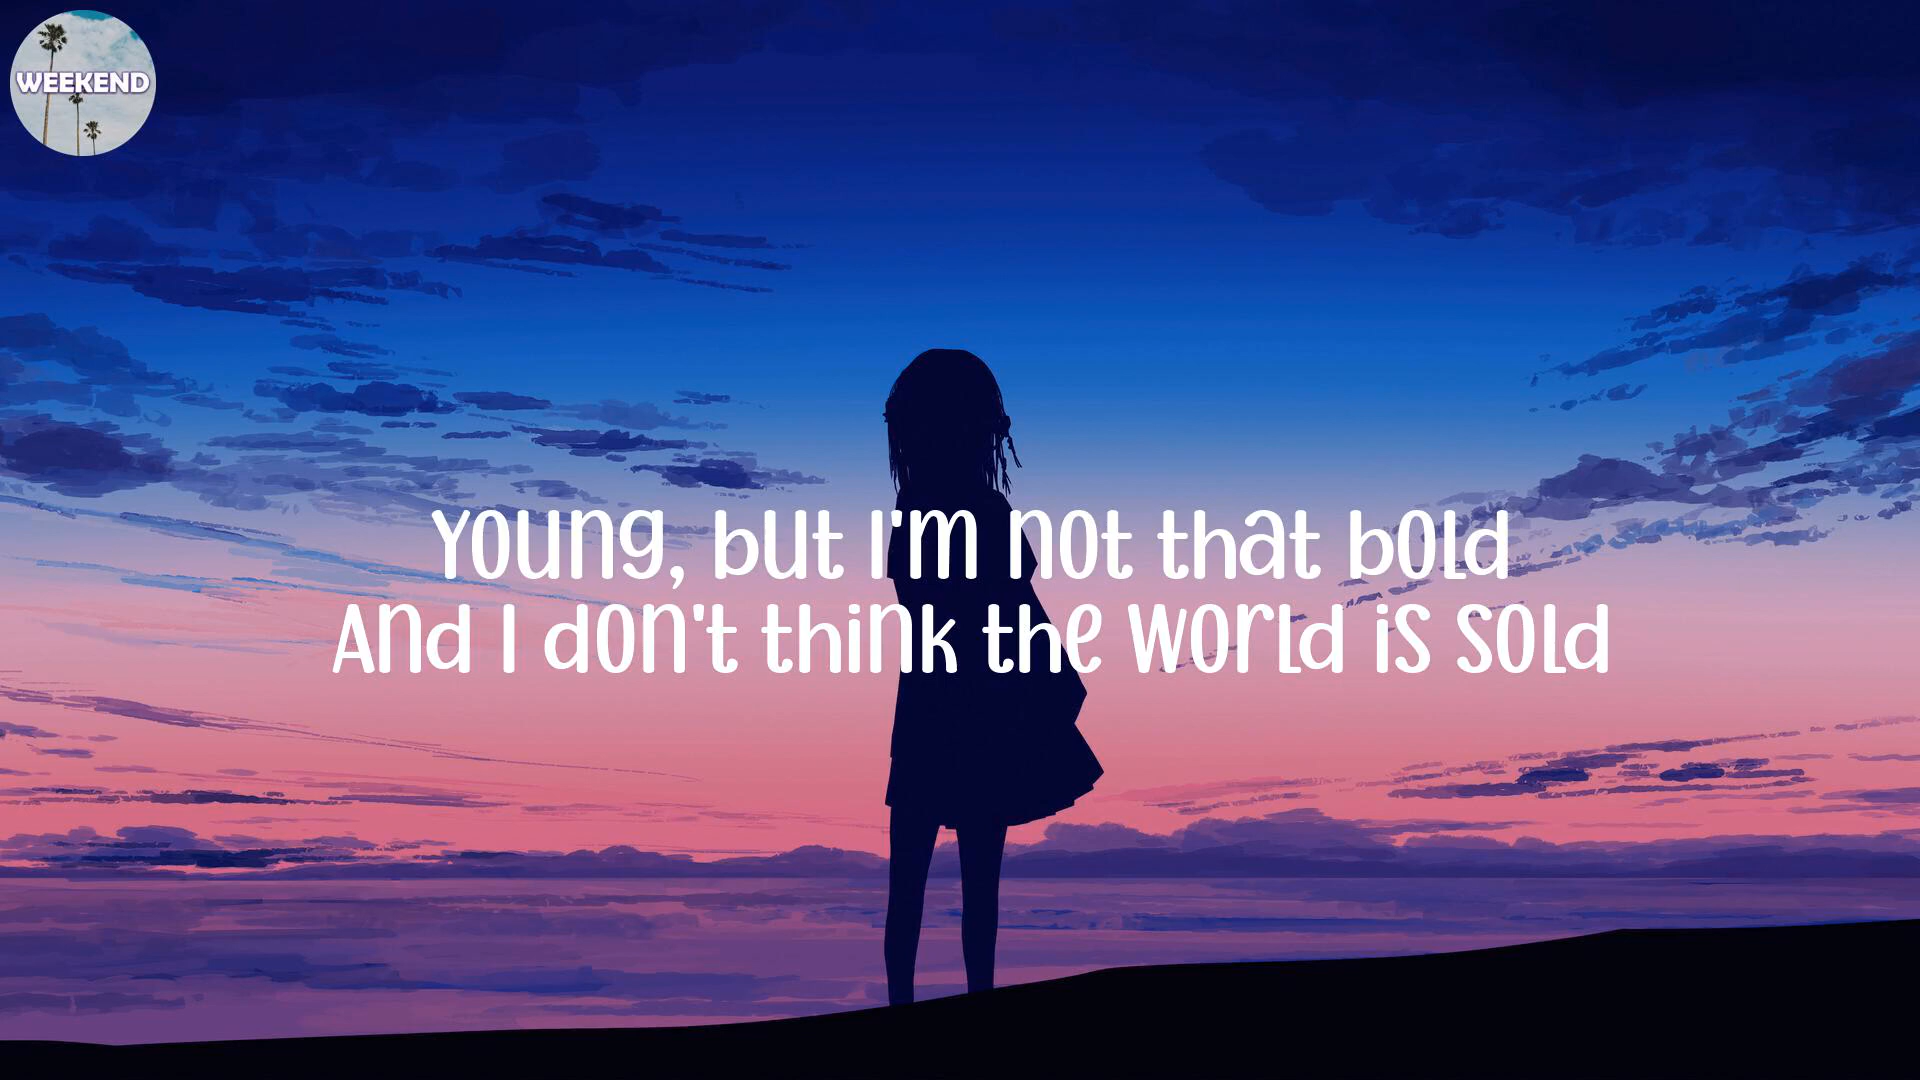 WEEKEND
Young, but I'm not that bold
And I don't think the world is sold